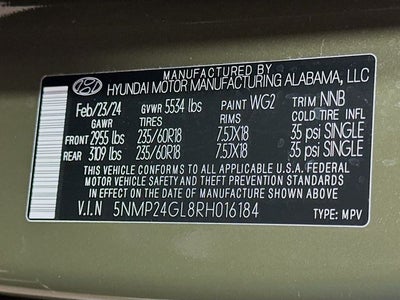 MANUFACTURED BY
HYUNDAI MOTOR MANUFACTURING ALABAMA, LLC
Feb/23/24 GVWR 5534 lbs PAINT WG2 TRIM NNB
GAWR TIRES RIMS COLD TIRE INFL
FRONT 2955 lbs 235/60R18 7.5JX18 35 psi SINGLE
REAR 3109 lbs 235/60R18 7.5JX18 35 psi SINGLE
THIS VEHICLE CONFORMS TO ALL APPLICABLE U.S.A. FEDERAL
MOTOR VEHICLE SAFETY AND THEFT PREVENTION STANDARDS
IN EFFECT ON THE DATE OF MANUFACTURE SHOWN ABOVE.
V.I.N 5NMP24GL8RH016184 TYPE: MPV